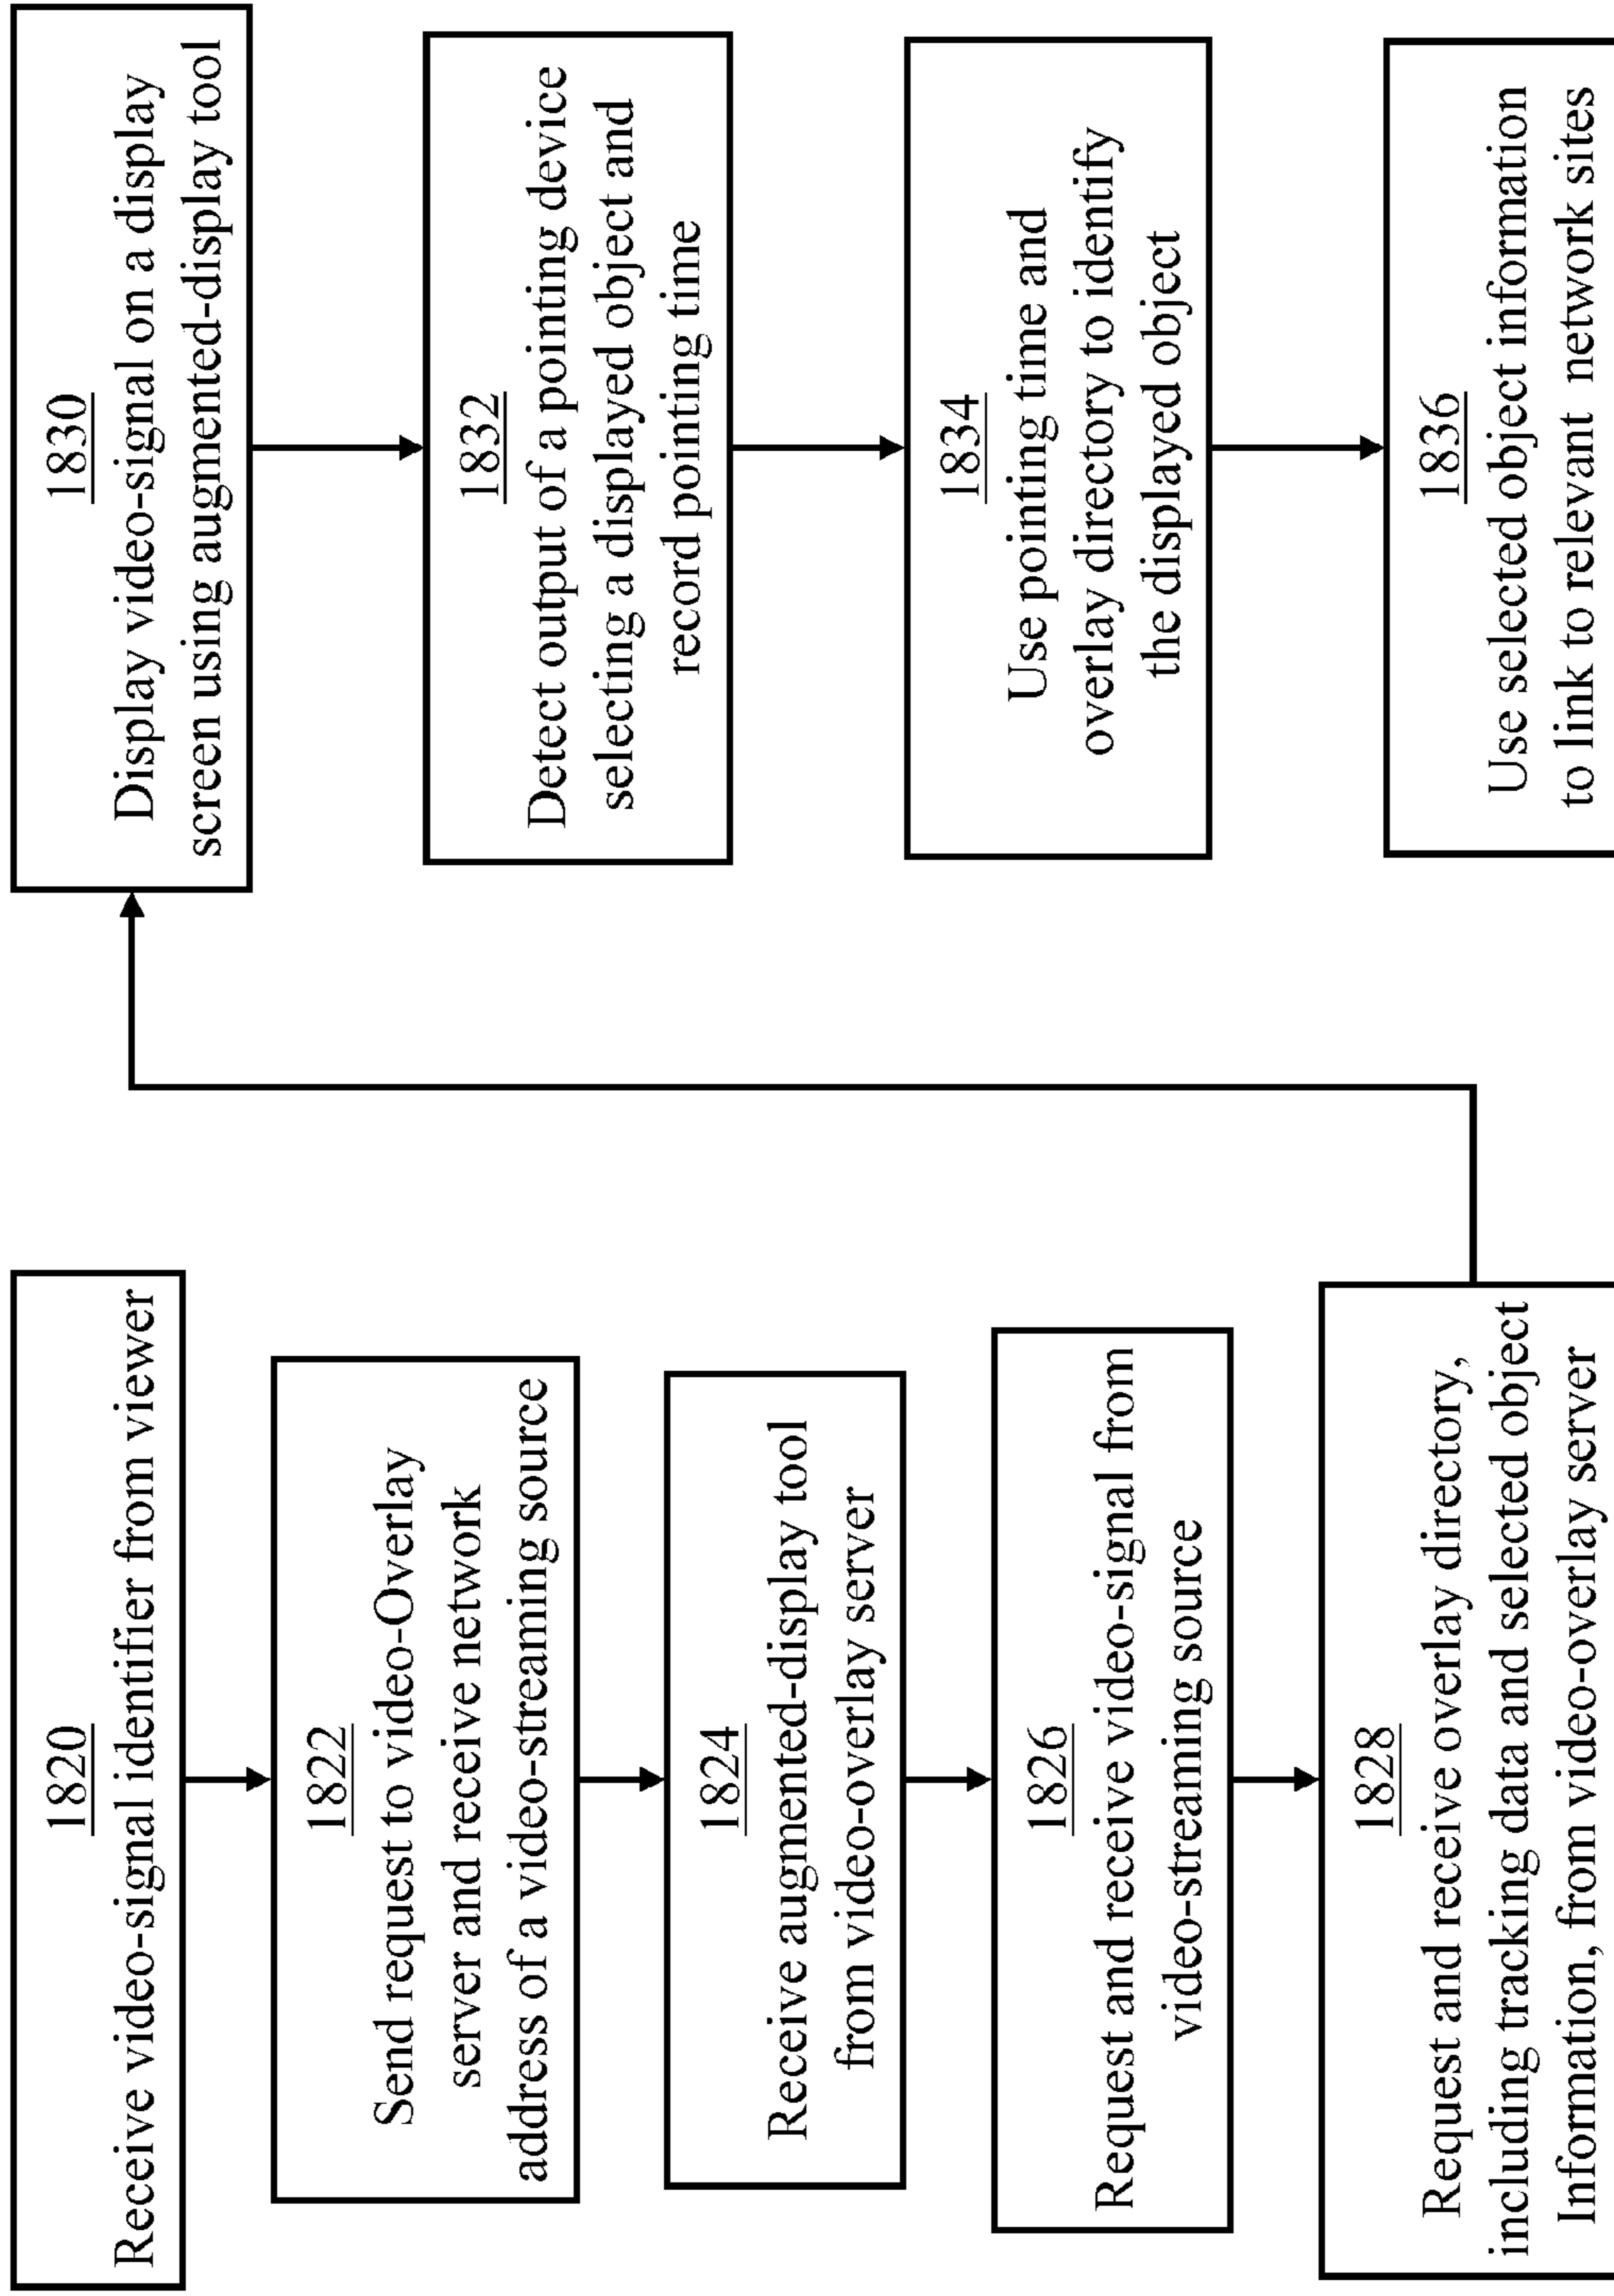 1820
Receive video-signal identifier from viewer
1822
Send request to video-Overlay
server and receive network
address of a video-streaming source
1824
Receive augmented-display tool
from video-overlay server
1826
Request and receive video-signal from
video-streaming source
1828
Request and receive overlay directory,
including tracking data and selected object
Information, from video-overlay server
1830
Display video-signal on a display
screen using augmented-display tool
1832
Detect output of a pointing device
selecting a displayed object and
record pointing time
1834
Use pointing time and
overlay directory to identify
the displayed object
1836
Use selected object information
to link to relevant network sites